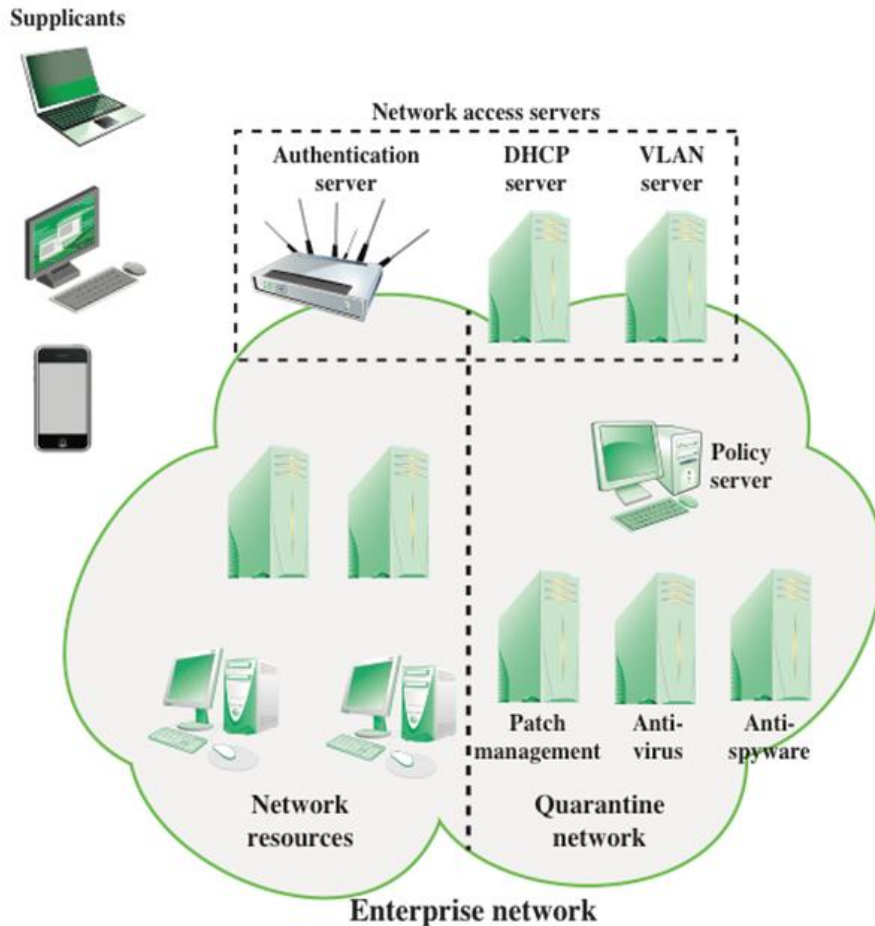 Supplicants
Network access servers
Authentication
server
DHCP
server
VLAN
server
Policy
server
Patch
management
Anti-
virus
Anti-
spyware
Network
resources
Quarantine
network
Enterprise network